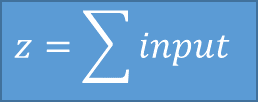 z = ∑ input